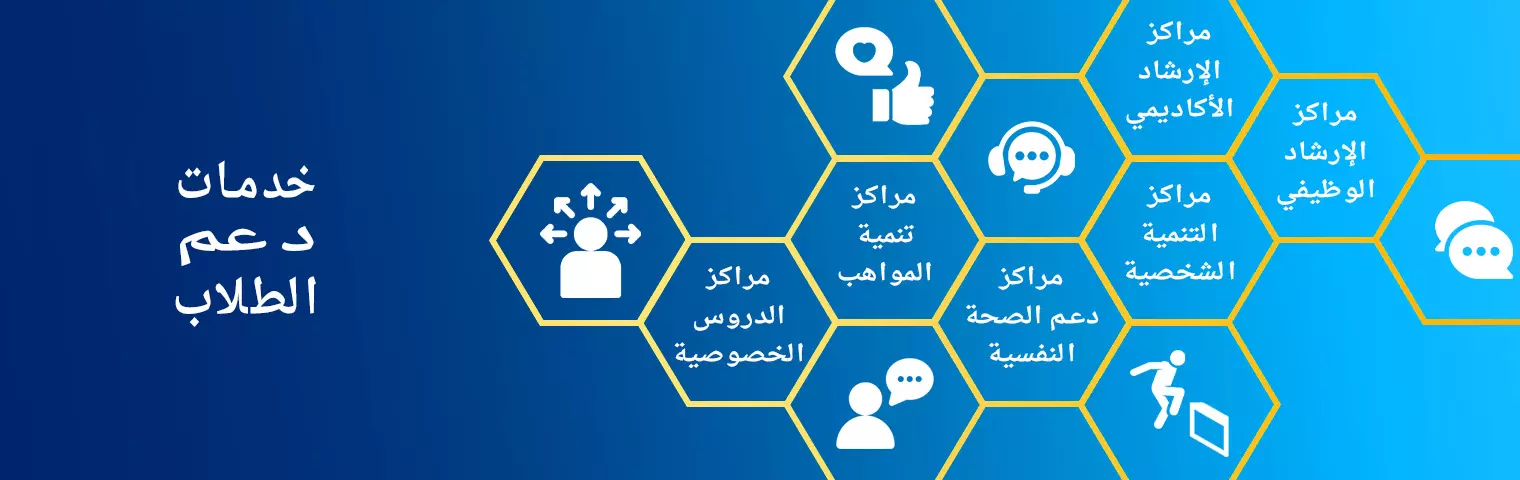 خدمات
دعم
الطلاب
مراكز
الإرشاد
الأكاديمي
مراكز
الإرشاد
الوظيفي
مراكز
تنمية
المواهب
مراكز
التنمية
الشخصية
مراكز
الدروس
الخصوصية
مراكز
دعم الصحة
النفسية